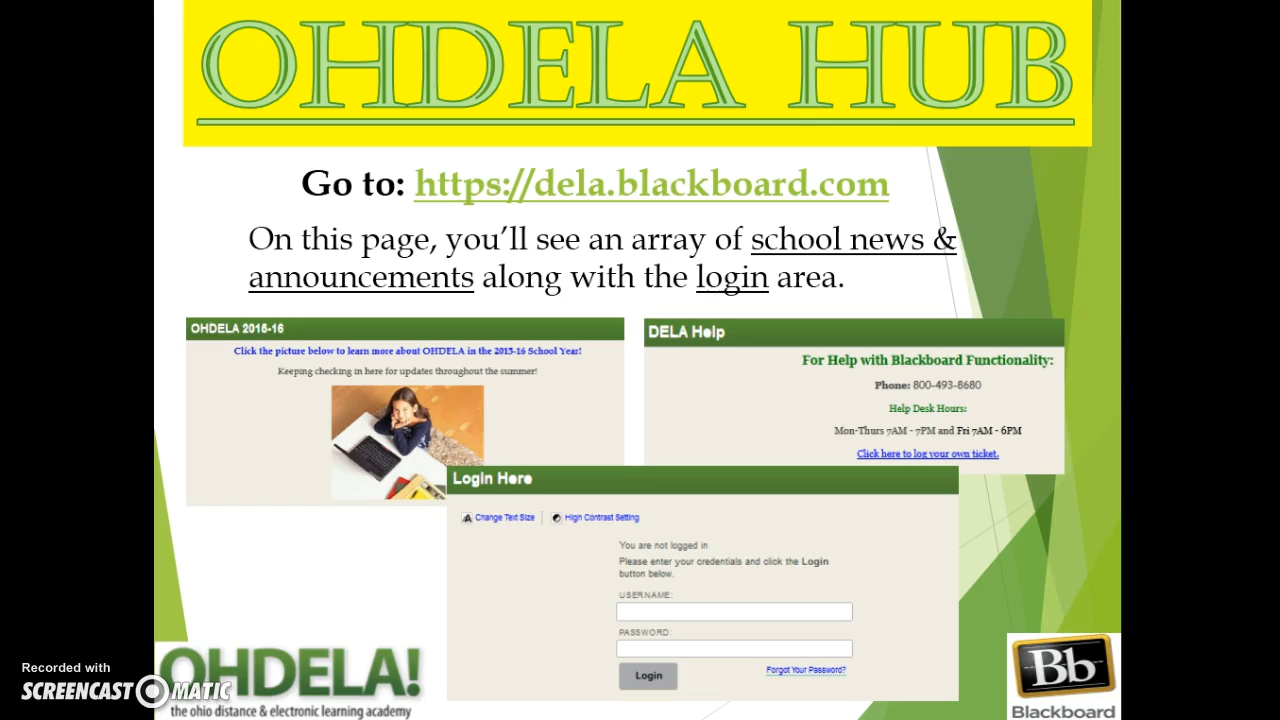 OHDELA HUB
Go to: https://dela.blackboard.com
On this page, you'll see an array of school news &
announcements along with the login area.
OHDELA 2015-16
Click the picture below to learn more about OHDELA in the 2015-16 School Year!
Keeping checking in here for updates throughout the summer!
DELA Help
For Help with Blackboard Functionality:
Phone: 800-493-8680
Help Desk Hours:
Mon-Thurs 7AM - 7PM and Fri 7AM - 6PM
Click here to log your own ticket.
Login Here
A Change Text Size
High Contrast Setting
You are not logged in
Please enter your credentials and click the Login
button below.
USERNAME:
PASSWORD:
Login
Forgot Your Password?
OHDELA!
the ohio distance & electronic learning academy
Recorded with
SCREENCAST MATIC
Bb
Blackboard